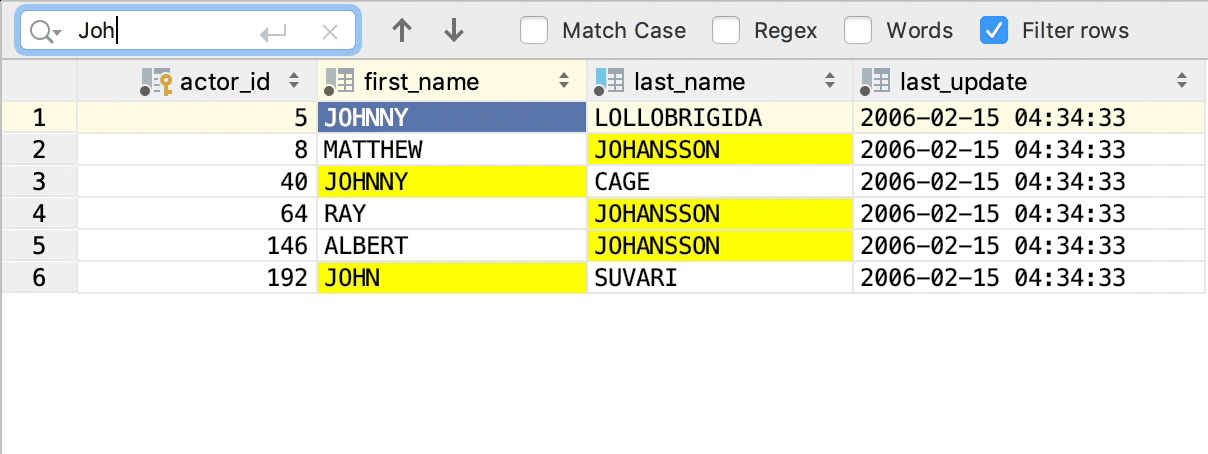 Joh Match Case Regex Words Filter rows
actor_id first_name last_name last_update
1 5 JOHNNY LOLLOBRIGIDA 2006-02-15 04:34:33
2 8 MATTHEW JOHANSSON 2006-02-15 04:34:33
3 40 JOHNNY CAGE 2006-02-15 04:34:33
4 64 RAY JOHANSSON 2006-02-15 04:34:33
5 146 ALBERT JOHANSSON 2006-02-15 04:34:33
6 192 JOHN SUVARI 2006-02-15 04:34:33